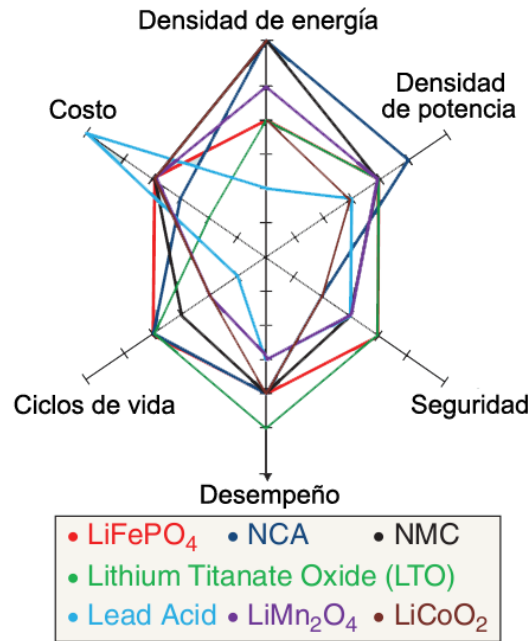 Densidad de energía
Costo
Densidad
de potencia
Ciclos de vida
Seguridad
Desempeño
• LiFePO₄ • NCA • NMC
• Lithium Titanate Oxide (LTO)
• Lead Acid • LiMn₂O₄ • LiCoO₂